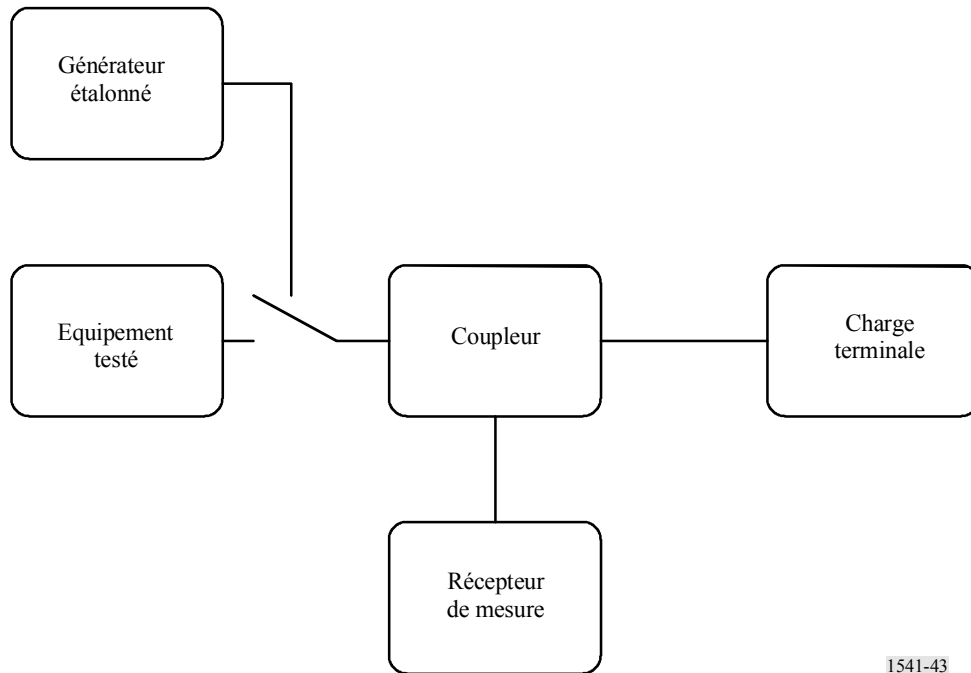 Générateur
étalonné
Equipement
testé
Coupleur
Charge
terminale
Récepteur
de mesure
1541-43